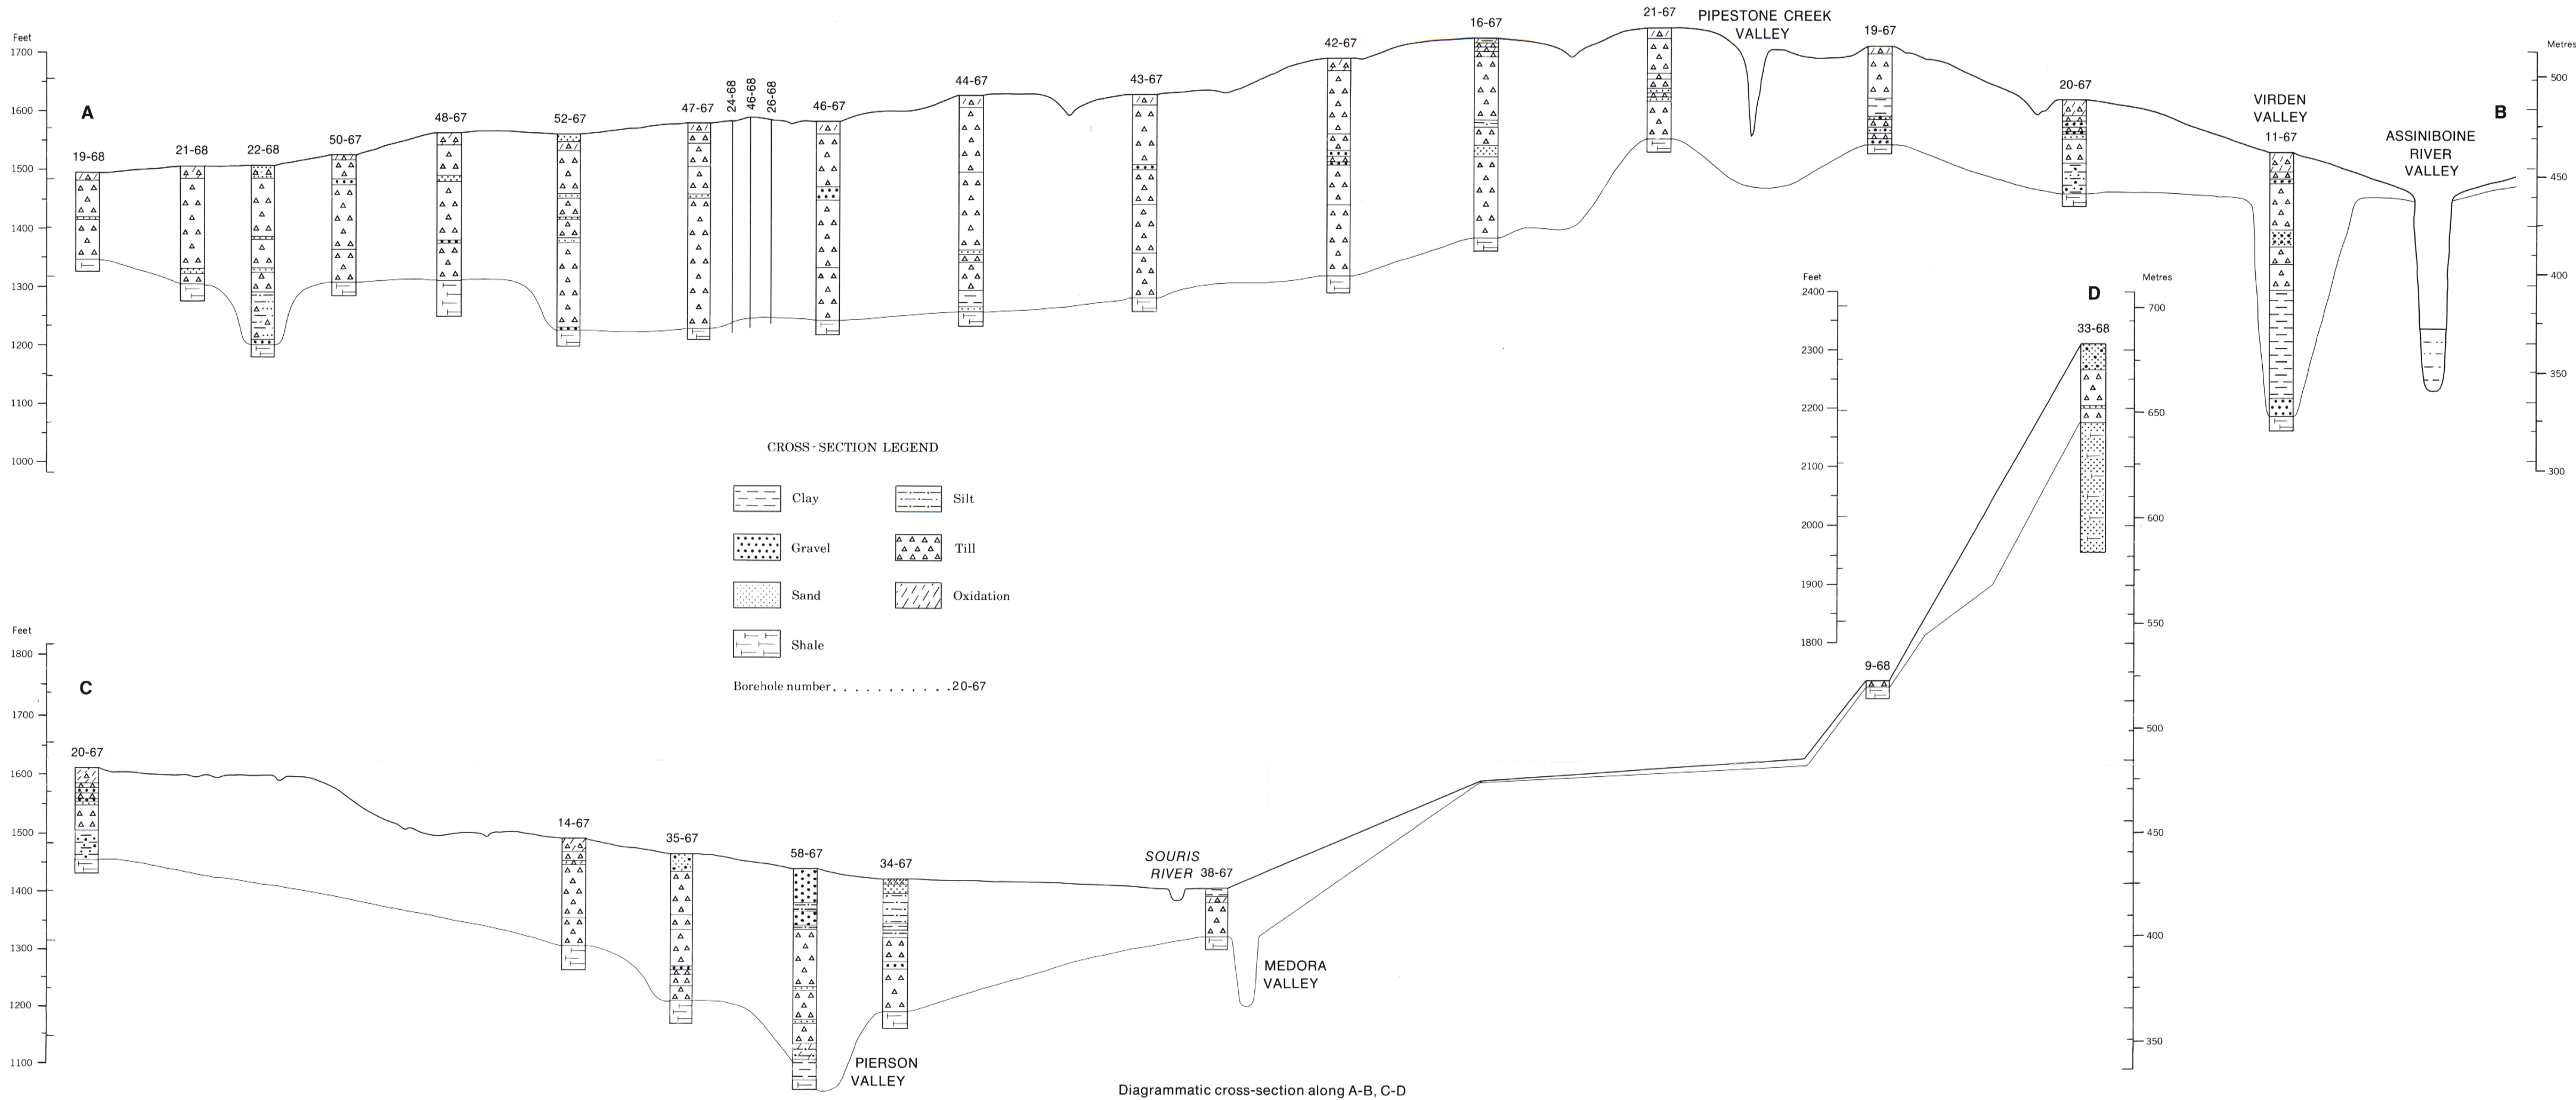 Feet
1700
1600
1500
1400
1300
1200
1100
1000
A
19-68
21-68
22-68
50-67
48-67
52-67
47-67
24-68
46-68
26-68
46-67
44-67
43-67
42-67
16-67
21-67
PIPESTONE CREEK
VALLEY
19-67
20-67
VIRDEN
VALLEY
11-67
ASSINIBOINE
RIVER
VALLEY
B
Metres
500
450
400
350
300
CROSS-SECTION LEGEND
Clay
Silt
Gravel
Till
Sand
Oxidation
Shale
Borehole number. . . . . . . . . . . .20-67
Feet
2400
2300
2200
2100
2000
1900
1800
D
33-68
Metres
700
650
600
550
500
450
400
350
Feet
1800
1700
1600
1500
1400
1300
1200
1100
C
20-67
14-67
35-67
58-67
34-67
SOURIS
RIVER
38-67
9-68
MEDORA
VALLEY
PIERSON
VALLEY
Diagrammatic cross-section along A-B, C-D